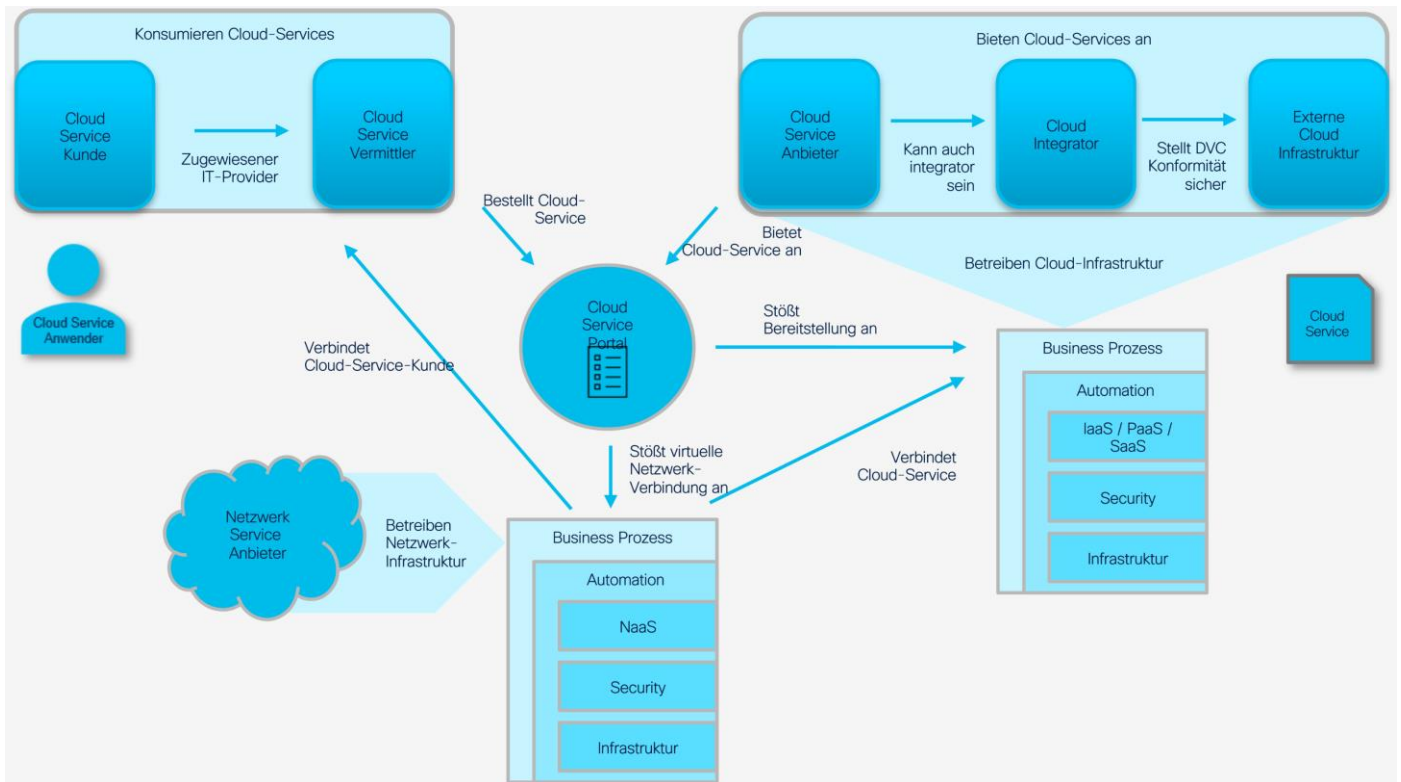 Konsumieren Cloud-Services
Cloud
Service
Kunde
Zugewiesener
IT-Provider
Cloud
Service
Vermittler
Bieten Cloud-Services an
Cloud
Service
Anbieter
Kann auch
integrator
sein
Cloud
Integrator
Stellt DVC
Konformität
sicher
Externe
Cloud
Infrastruktur
Bestellt Cloud-
Service
Bietet
Cloud-Service an
Betreiben Cloud-Infrastruktur
Cloud Service
Anwender
Cloud
Service
Portal
Stößt
Bereitstellung an
Cloud
Service
Verbindet
Cloud-Service-Kunde
Business Prozess
Automation
IaaS / PaaS /
SaaS
Security
Infrastruktur
Stößt virtuelle
Netzwerk-
Verbindung an
Verbindet
Cloud-Service
Netzwerk
Service
Anbieter
Betreiben
Netzwerk-
Infrastruktur
Business Prozess
Automation
NaaS
Security
Infrastruktur